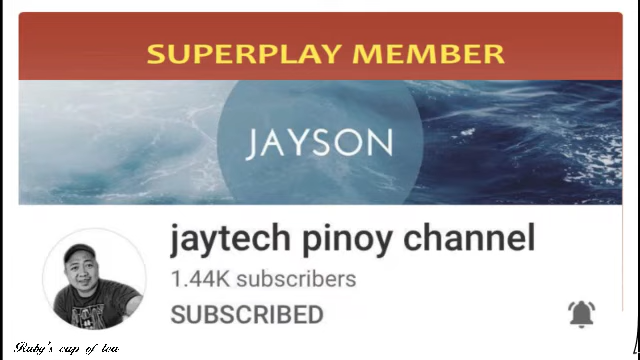 SUPERPLAY MEMBER
JAYSON
jaytech pinoy channel
1.44K subscribers
SUBSCRIBED
Ruby's cup of tea